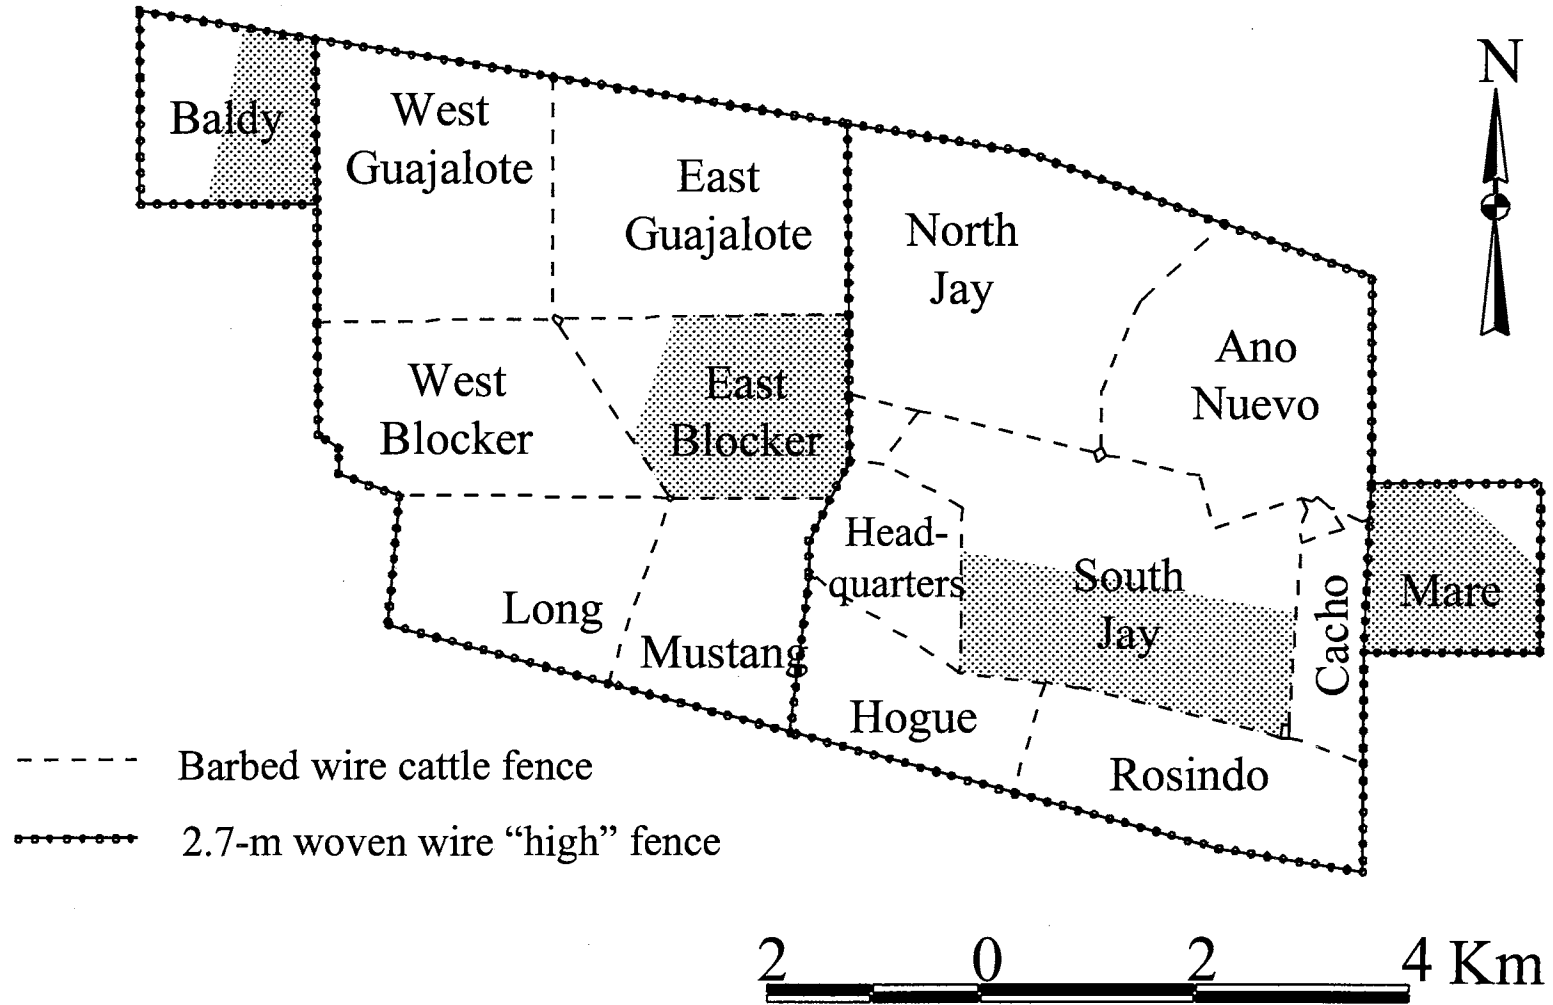 N
Baldy
West
Guajalote
East
Guajalote
North
Jay
Ano
Nuevo
West
Blocker
East
Blocker
Head-
quarters
South
Jay
Cacho
Mare
Long
Mustang
Hogue
Rosindo
Barbed wire cattle fence
2.7-m woven wire “high” fence
2 0 2 4 Km